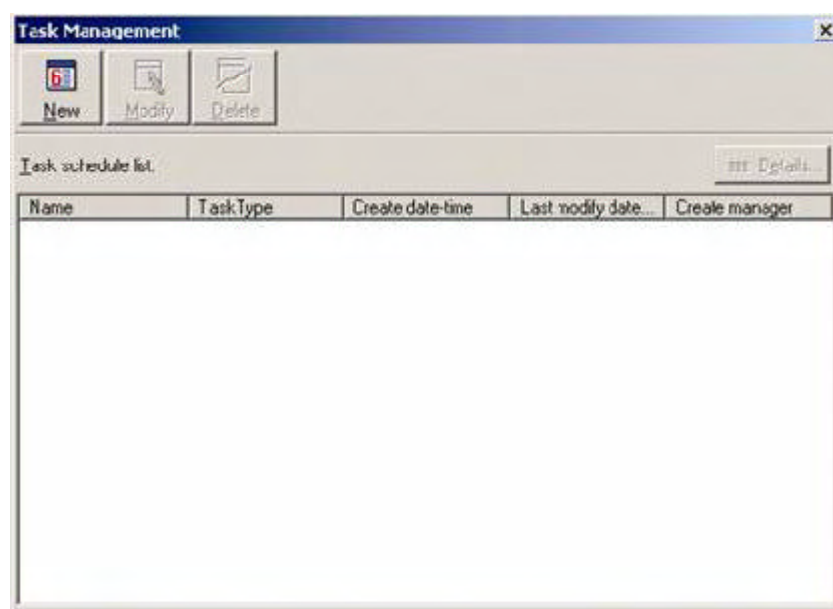 Task Management
New Modify Delete
Task schedule list. Details...
Name TaskType Create date-time Last modify date... Create manager